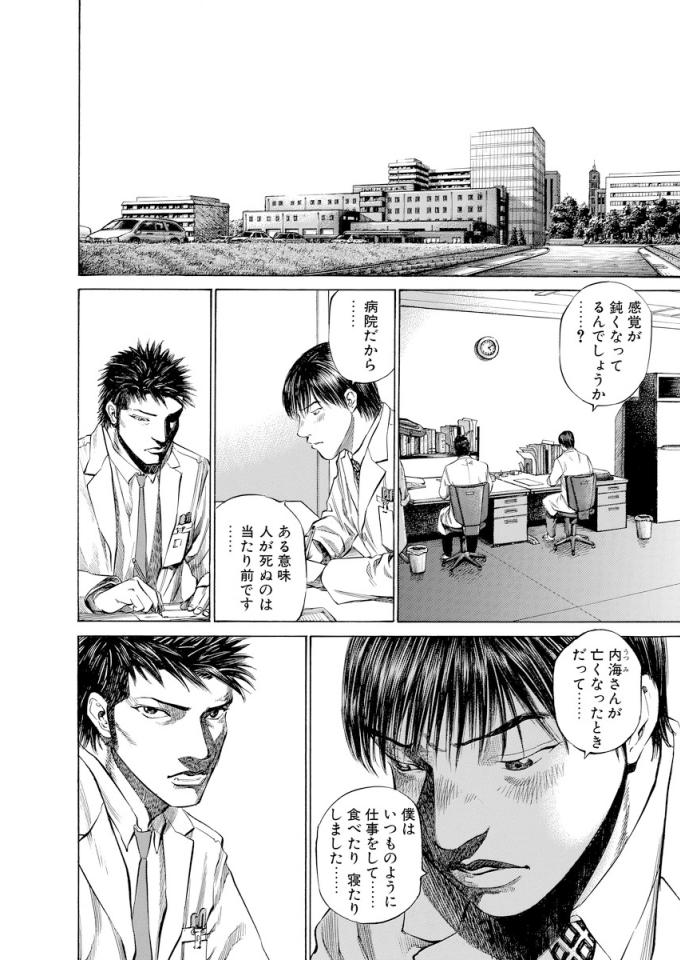 感覚が
鈍くなって
るんでしょうか
……？
病院だから
……
ある意味
人が死ぬのは
当たり前です
……
うつみ
内海さんが
亡くなったとき
だって……
僕は
いつものように
仕事をして……
食べたり 寝たり
しました……